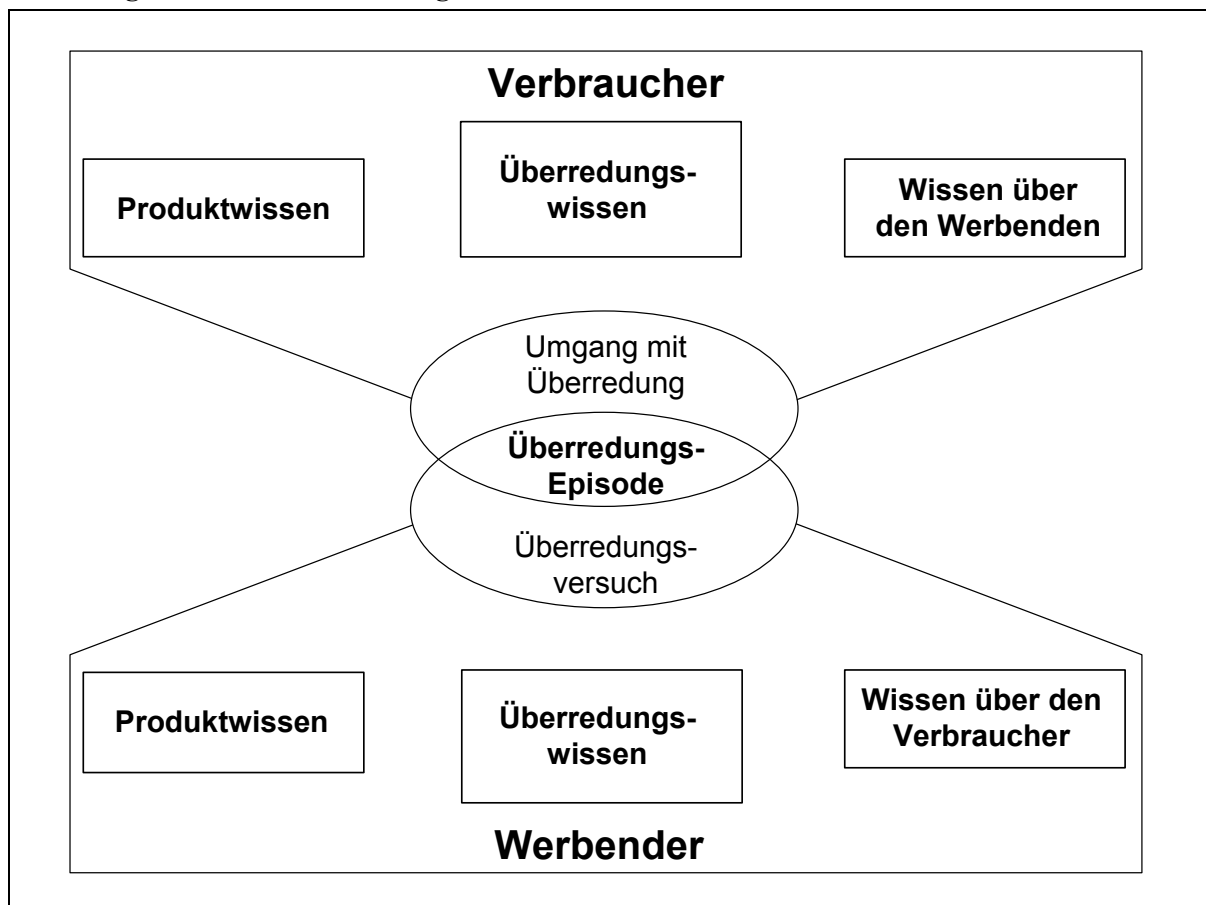 Verbraucher
Produktwissen
Überredungs-
wissen
Wissen über
den Werbenden
Umgang mit
Überredung
Überredungs-
Episode
Überredungs-
versuch
Produktwissen
Überredungs-
wissen
Wissen über den
Verbraucher
Werbender